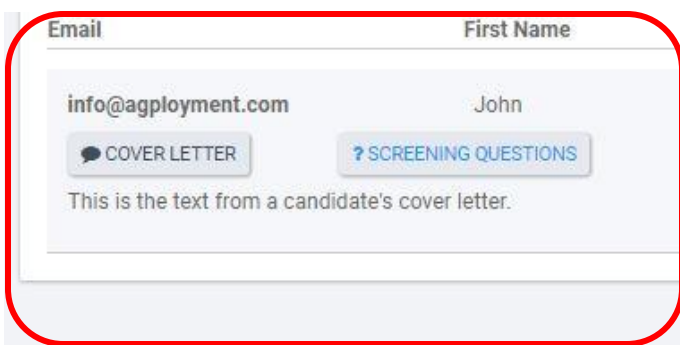 Email First Name
info@agployment.com John
COVER LETTER ? SCREENING QUESTIONS
This is the text from a candidate's cover letter.